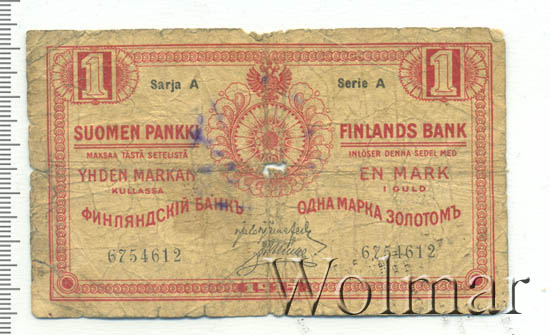 1 1
Sarja A Serie A
SUOMEN PANKKI FINLANDS BANK
MAKSAA TÄSTÄ SETELISTÄ INLÖSER DENNA SEDEL MED
YHDEN MARKAN EN MARK
KULLASSA I GULD
ФИНЛЯНДСКІЙ БАНКЪ ОДНА МАРКА ЗОЛОТОМЪ
6754612 6754612
Wolmar